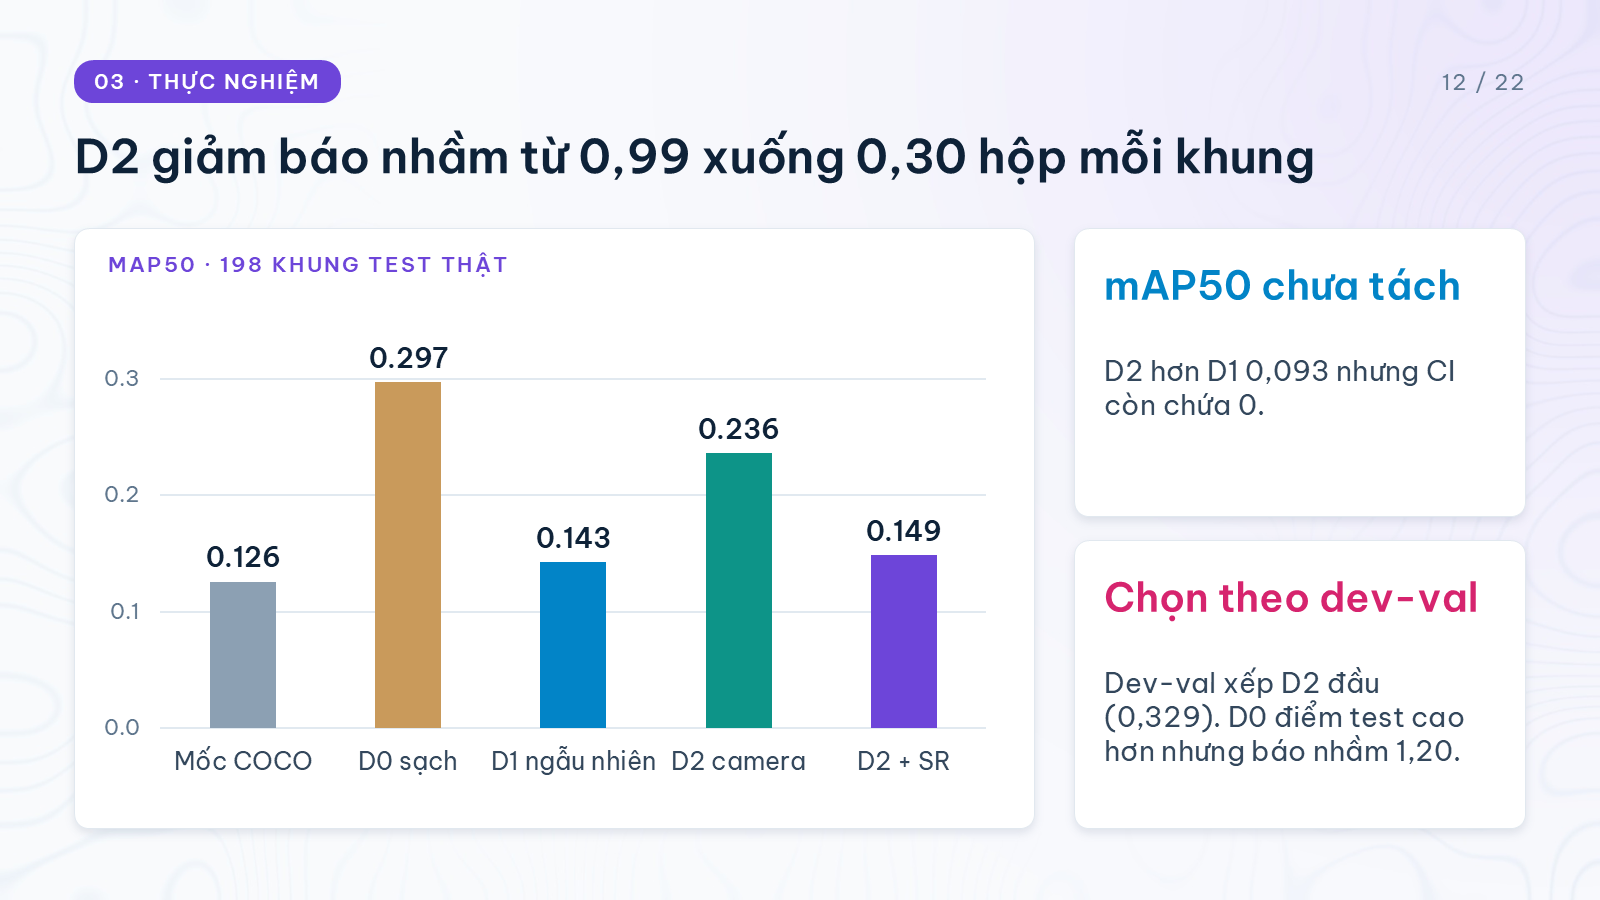 03 · THỰC NGHIỆM
12 / 22
D2 giảm báo nhầm từ 0,99 xuống 0,30 hộp mỗi khung
MAP50 · 198 KHUNG TEST THẬT
0.3
0.2
0.1
0.0
0.126
0.297
0.143
0.236
0.149
Mốc COCO
D0 sạch
D1 ngẫu nhiên
D2 camera
D2 + SR
mAP50 chưa tách
D2 hơn D1 0,093 nhưng CI
còn chứa 0.
Chọn theo dev-val
Dev-val xếp D2 đầu
(0,329). D0 điểm test cao
hơn nhưng báo nhầm 1,20.